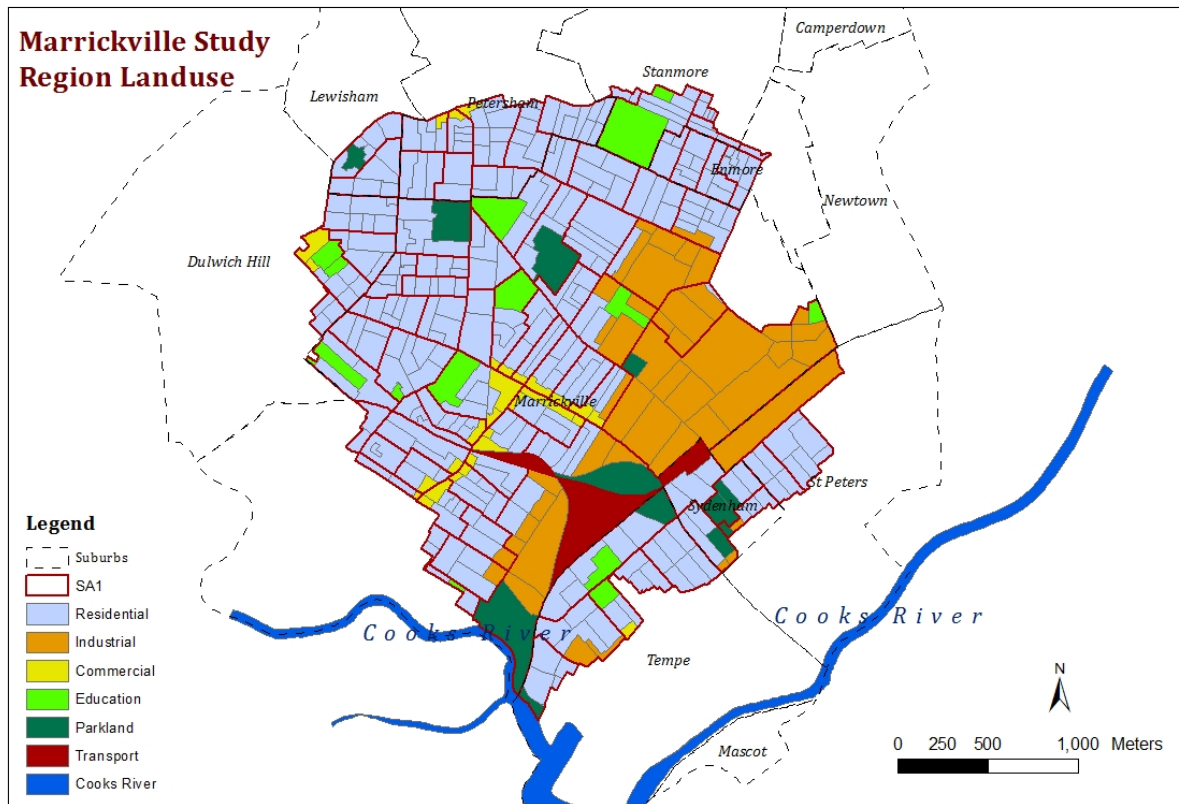 Marrickville Study
Region Landuse
Camperdown
Stanmore
Lewisham
Petersham
Enmore
Newtown
Dulwich Hill
Marrickville
St Peters
Sydenham
Cooks River
Cooks River
Tempe
Mascot
Legend
Suburbs
SA1
Residential
Industrial
Commercial
Education
Parkland
Transport
Cooks River
N
0 250 500 1,000 Meters